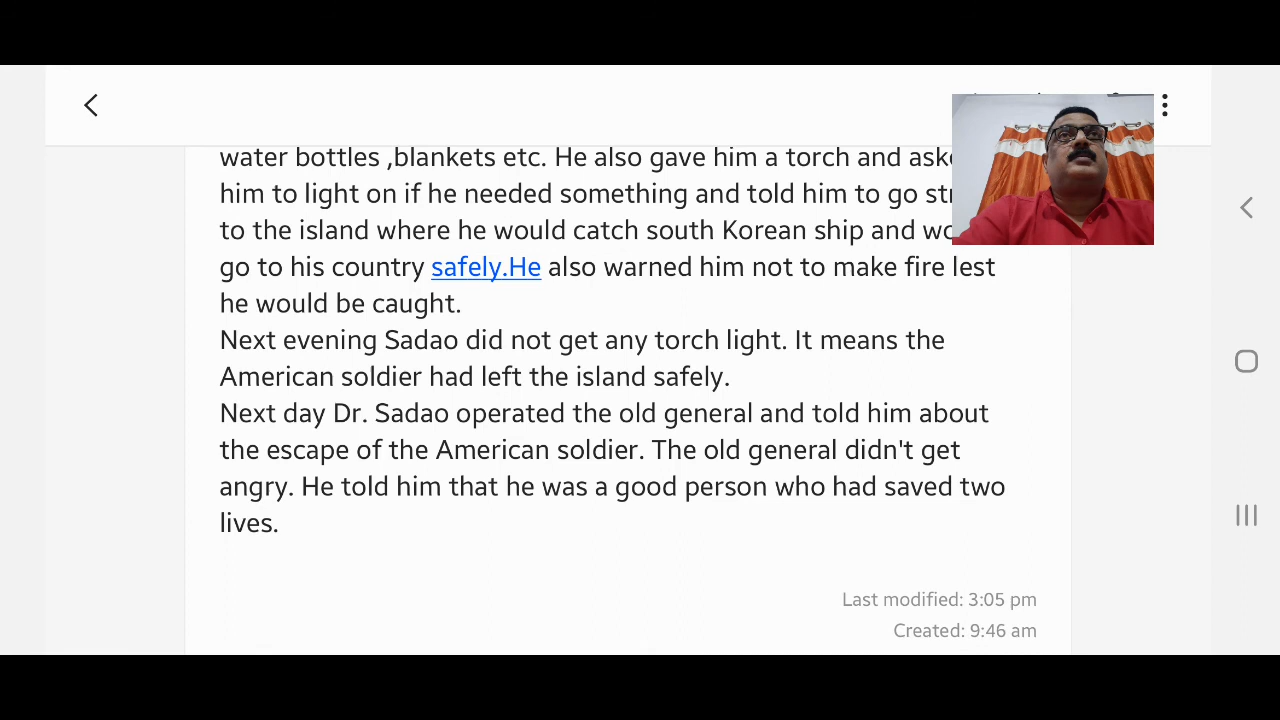 water bottles ,blankets etc. He also gave him a torch and
him to light on if he needed something and told him to go
to the island where he would catch south Korean ship and
go to his country safely.He also warned him not to make fire lest
he would be caught.
Next evening Sadao did not get any torch light. It means the
American soldier had left the island safely.
Next day Dr. Sadao operated the old general and told him about
the escape of the American soldier. The old general didn't get
angry. He told him that he was a good person who had saved two
lives.
Last modified: 3:05 pm
Created: 9:46 am